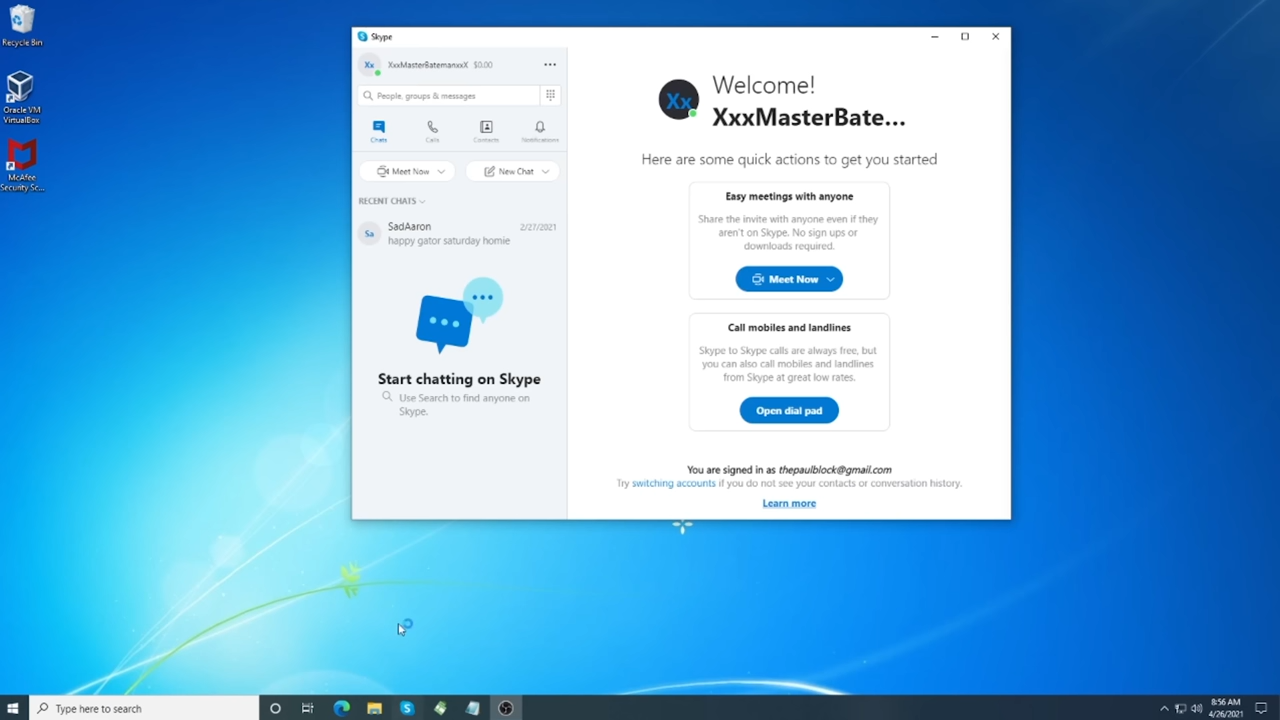 Recycle Bin
Oracle VM
VirtualBox
McAfee
Security Sc...
Skype
Xx
XxxMasterBatemanxxX $0.00
People, groups & messages
Chats
Calls
Contacts
Notifications
Meet Now
New Chat
RECENT CHATS
Sa
SadAaron
2/27/2021
happy gator saturday homie
Start chatting on Skype
Use Search to find anyone on
Skype.
Xx
Welcome!
XxxMasterBate...
Here are some quick actions to get you started
Easy meetings with anyone
Share the invite with anyone even if they
aren't on Skype. No sign ups or
downloads required.
Meet Now
Call mobiles and landlines
Skype to Skype calls are always free, but
you can also call mobiles and landlines
from Skype at great low rates.
Open dial pad
You are signed in as thepaulblock@gmail.com
Try switching accounts if you do not see your contacts or conversation history.
Learn more
Type here to search
8:56 AM
4/26/2021